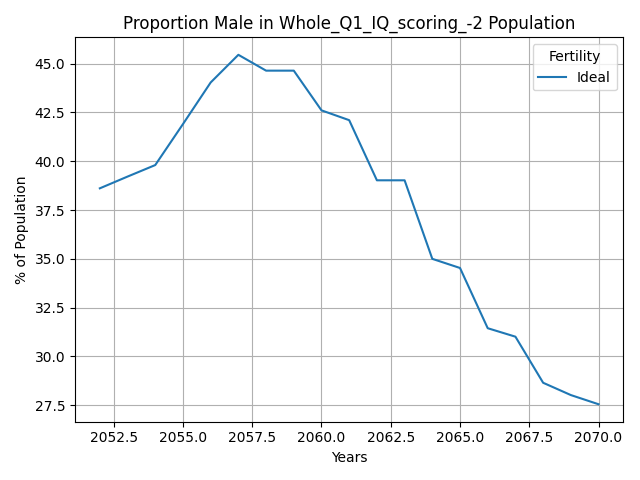 Proportion Male in Whole_Q1_IQ_scoring_-2 Population
Fertility
Ideal
45.0
42.5
40.0
37.5
35.0
32.5
30.0
27.5
% of Population
2052.5 2055.0 2057.5 2060.0 2062.5 2065.0 2067.5 2070.0
Years